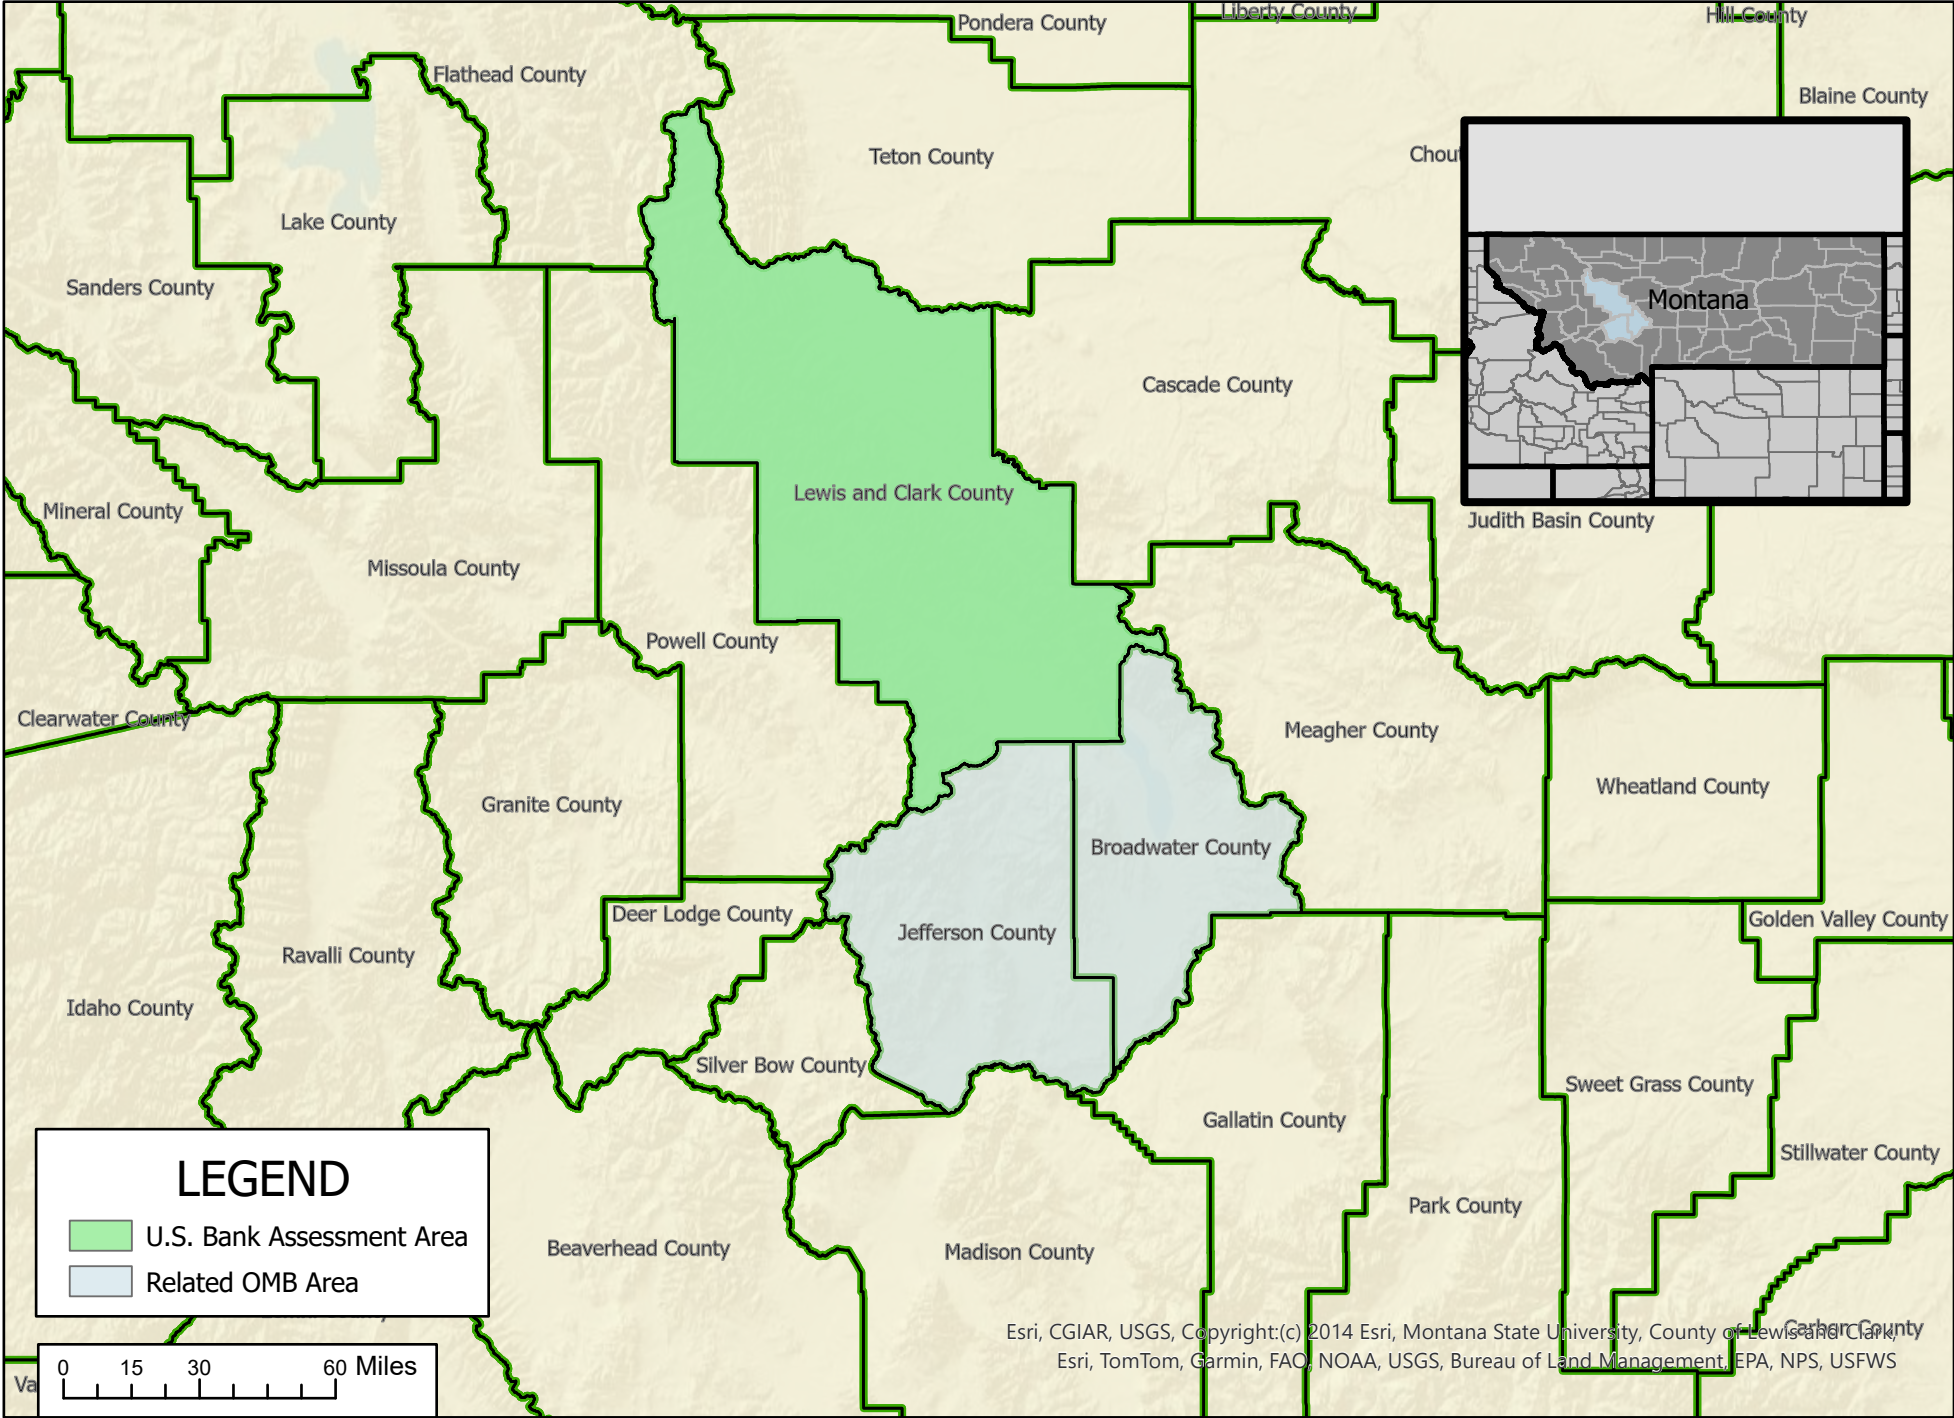 Pondera County
Liberty County
Hill County
Flathead County
Blaine County
Teton County
Lake County
Sanders County
Montana
Cascade County
Lewis and Clark County
Mineral County
Judith Basin County
Missoula County
Powell County
Clearwater County
Meagher County
Wheatland County
Granite County
Broadwater County
Deer Lodge County
Golden Valley County
Jefferson County
Ravalli County
Idaho County
Silver Bow County
Sweet Grass County
Gallatin County
Stillwater County
Park County
Beaverhead County
Madison County
Carbon County
LEGEND
U.S. Bank Assessment Area
Related OMB Area
0 15 30 60 Miles
Esri, CGIAR, USGS, Copyright:(c) 2014 Esri, Montana State University, County of Lewis and Clark,
Esri, TomTom, Garmin, FAO, NOAA, USGS, Bureau of Land Management, EPA, NPS, USFWS